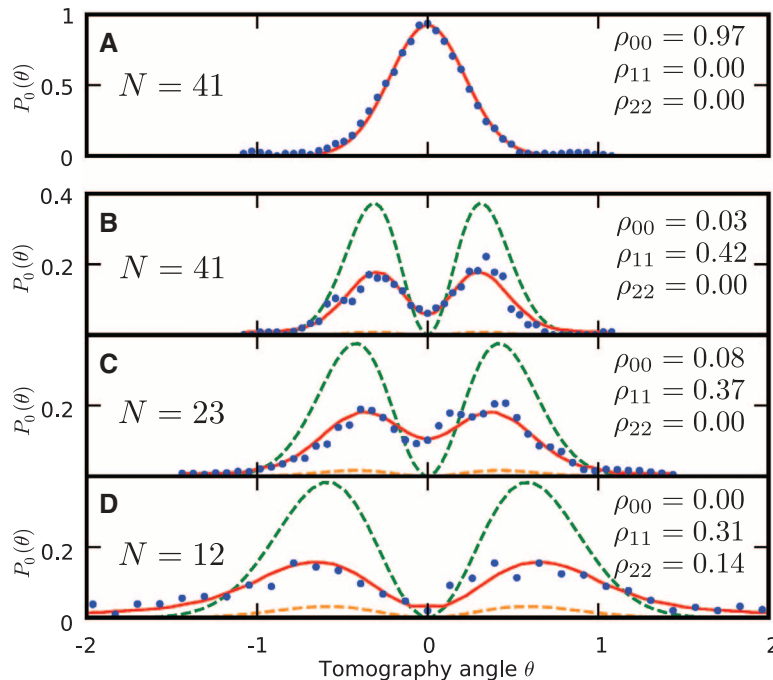 1
A
N = 41
ρ₀₀ = 0.97
ρ₁₁ = 0.00
ρ₂₂ = 0.00
P₀(θ)
0.5
0
0.4
B
N = 41
ρ₀₀ = 0.03
ρ₁₁ = 0.42
ρ₂₂ = 0.00
P₀(θ)
0.2
C
N = 23
ρ₀₀ = 0.08
ρ₁₁ = 0.37
ρ₂₂ = 0.00
P₀(θ)
0.2
D
N = 12
ρ₀₀ = 0.00
ρ₁₁ = 0.31
ρ₂₂ = 0.14
P₀(θ)
0.2
0
-2 -1 0 1 2
Tomography angle θ